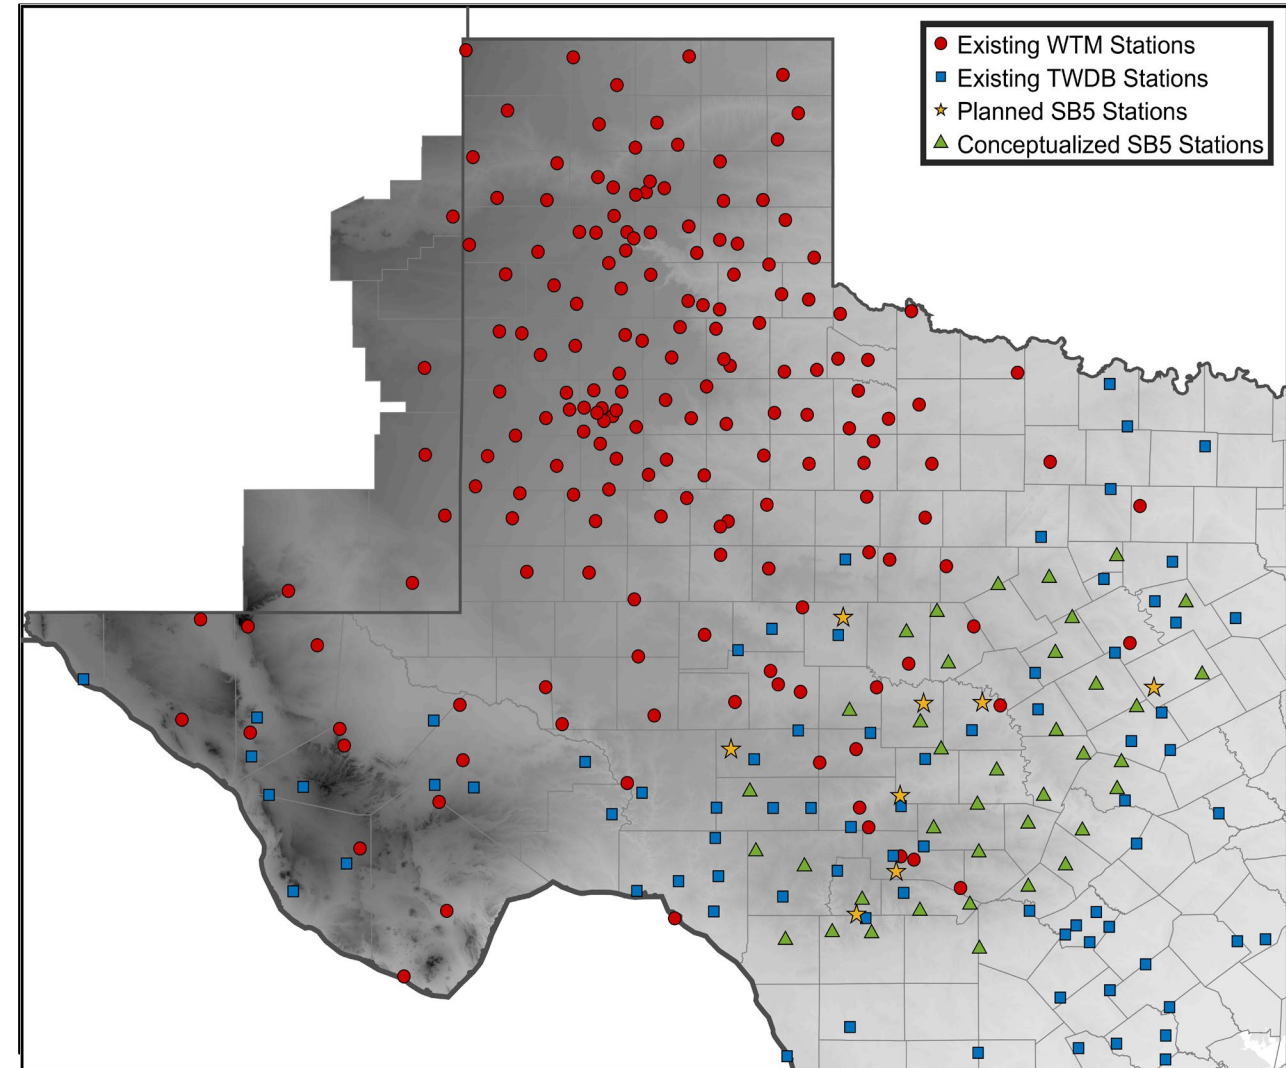 Existing WTM Stations
Existing TWDB Stations
Planned SB5 Stations
Conceptualized SB5 Stations